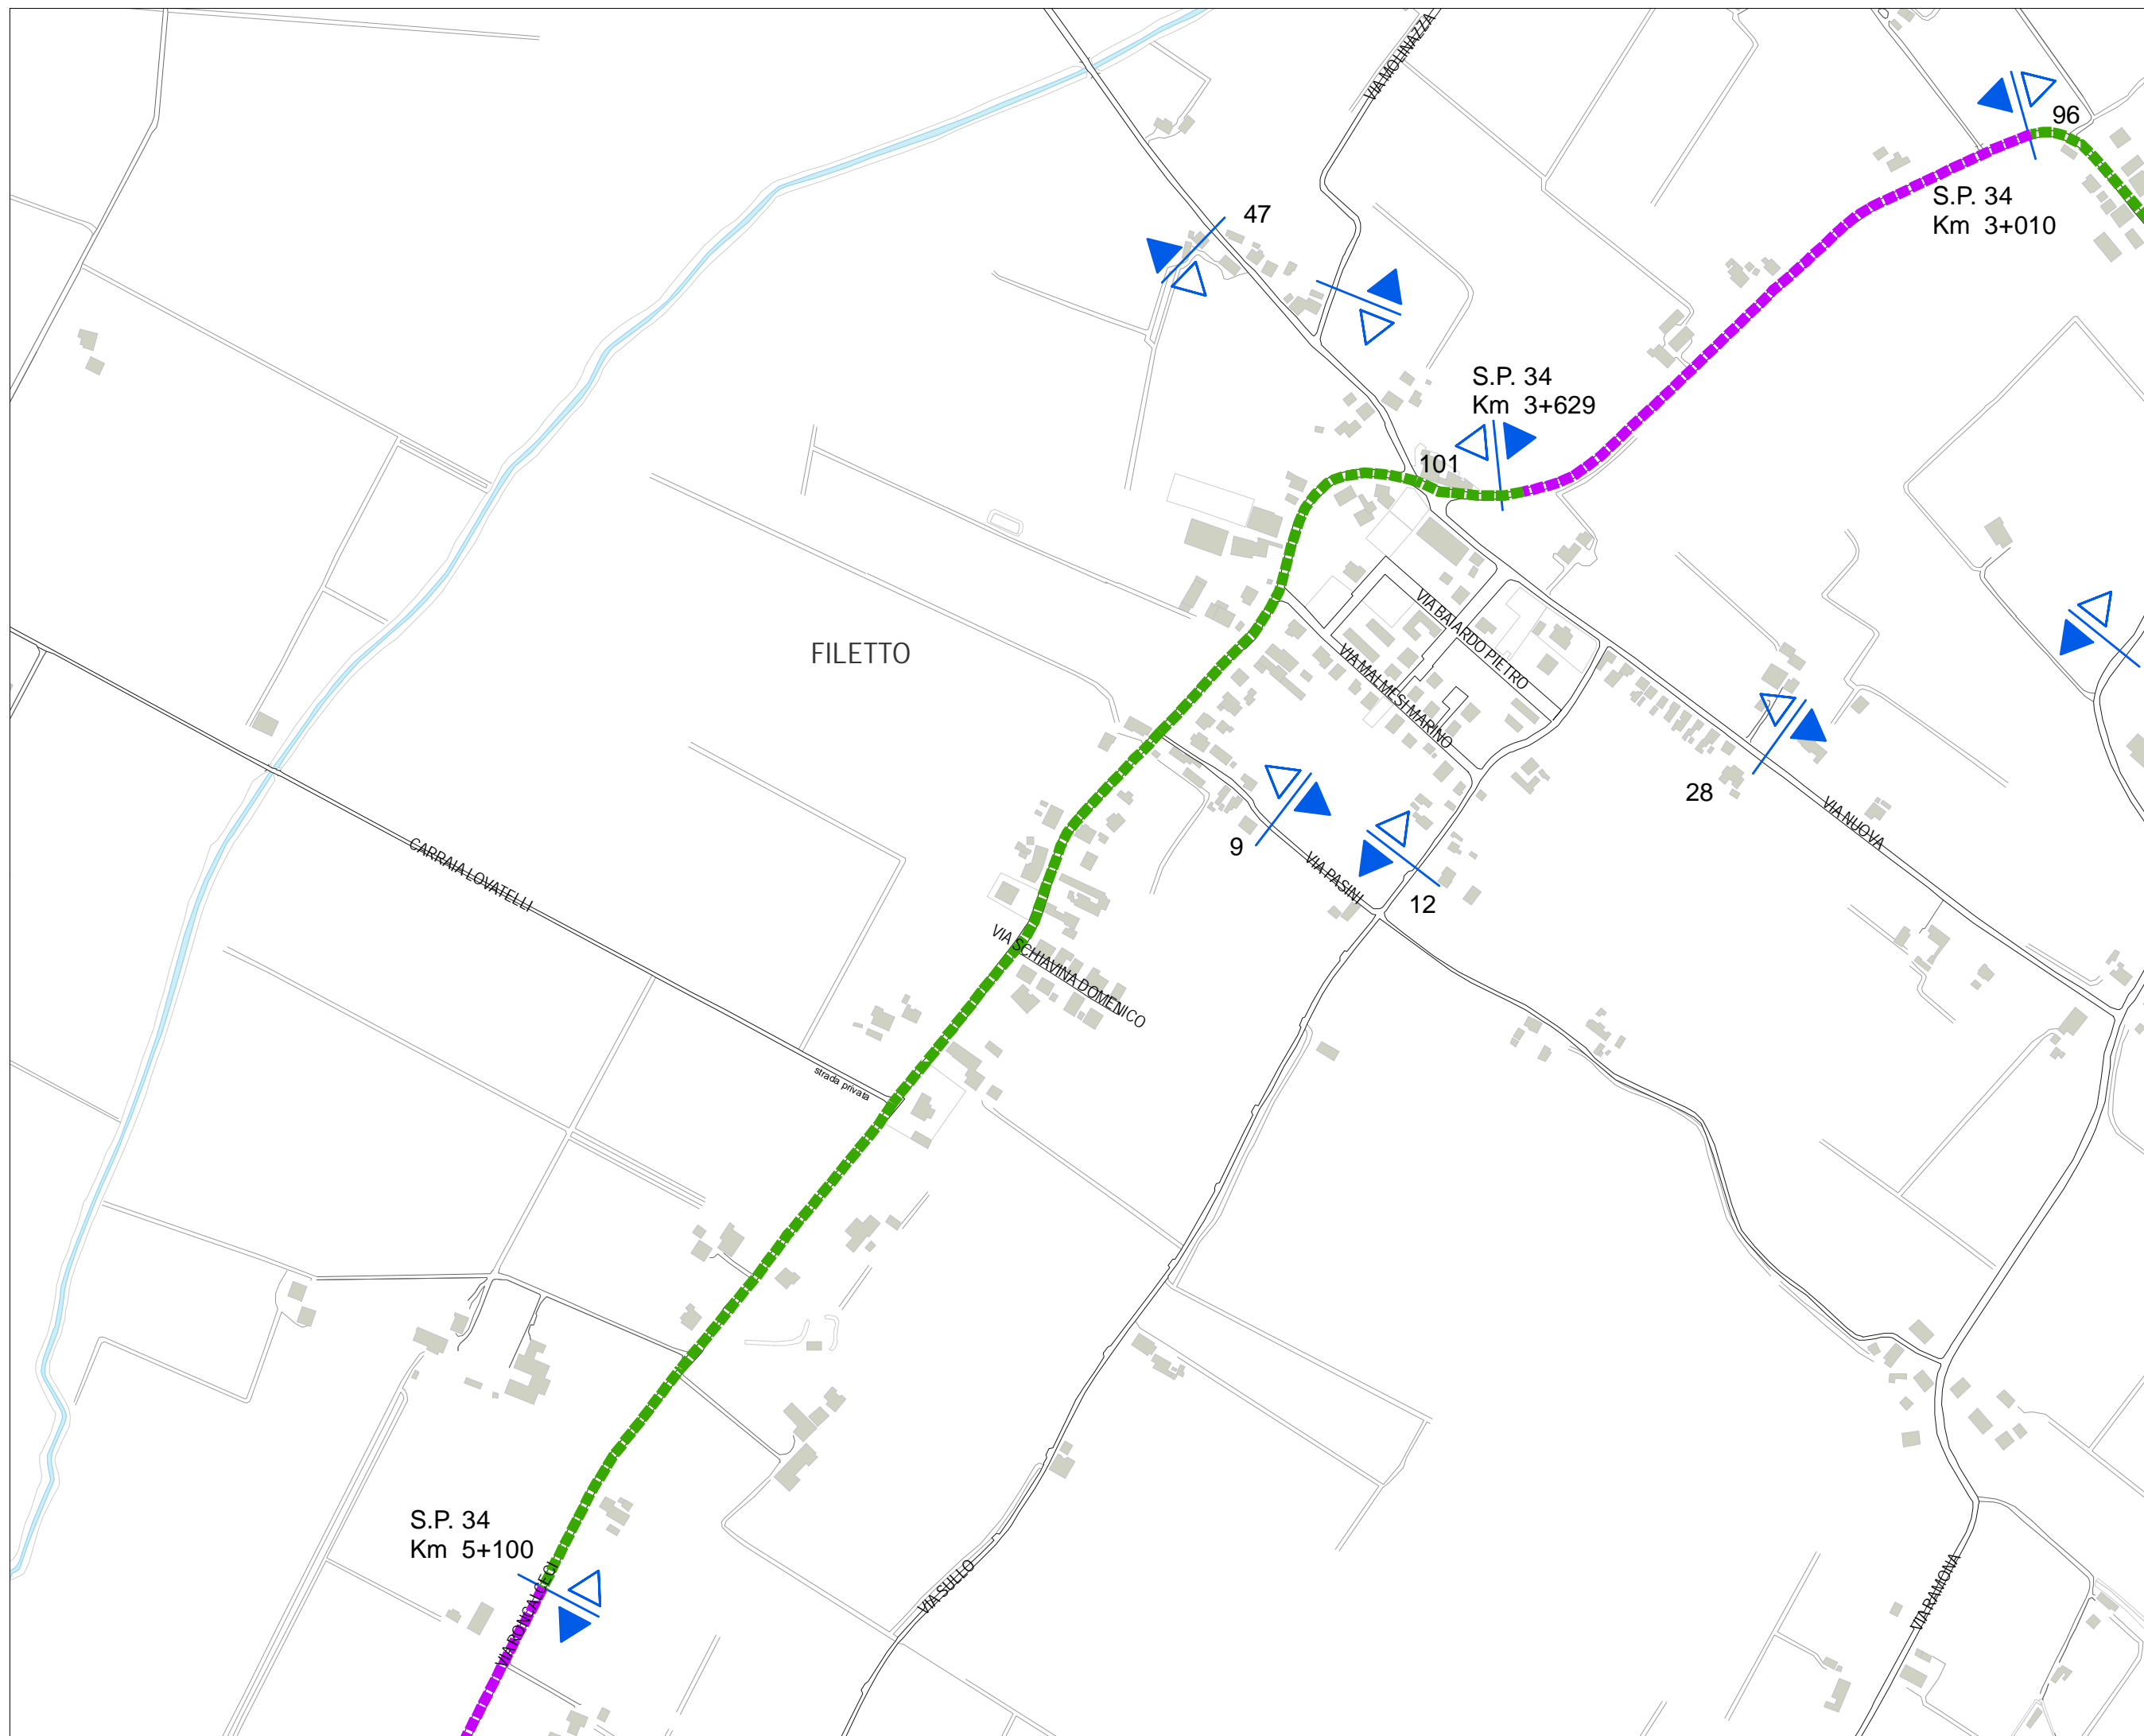 VIA MOLINAZZA
96
S.P. 34
Km 3+010
47
S.P. 34
Km 3+629
101
VIA BAIARDO PIETRO
FILETTO
VIA MALMESI MARINO
28
VIA NUOVA
9
VIA PASINI
12
CARRAIA LOVATELLI
VIA SCHIAVINA DOMENICO
strada privata
S.P. 34
Km 5+100
VIA RONCALCECI
VIA SULLO
VIA RAMONA